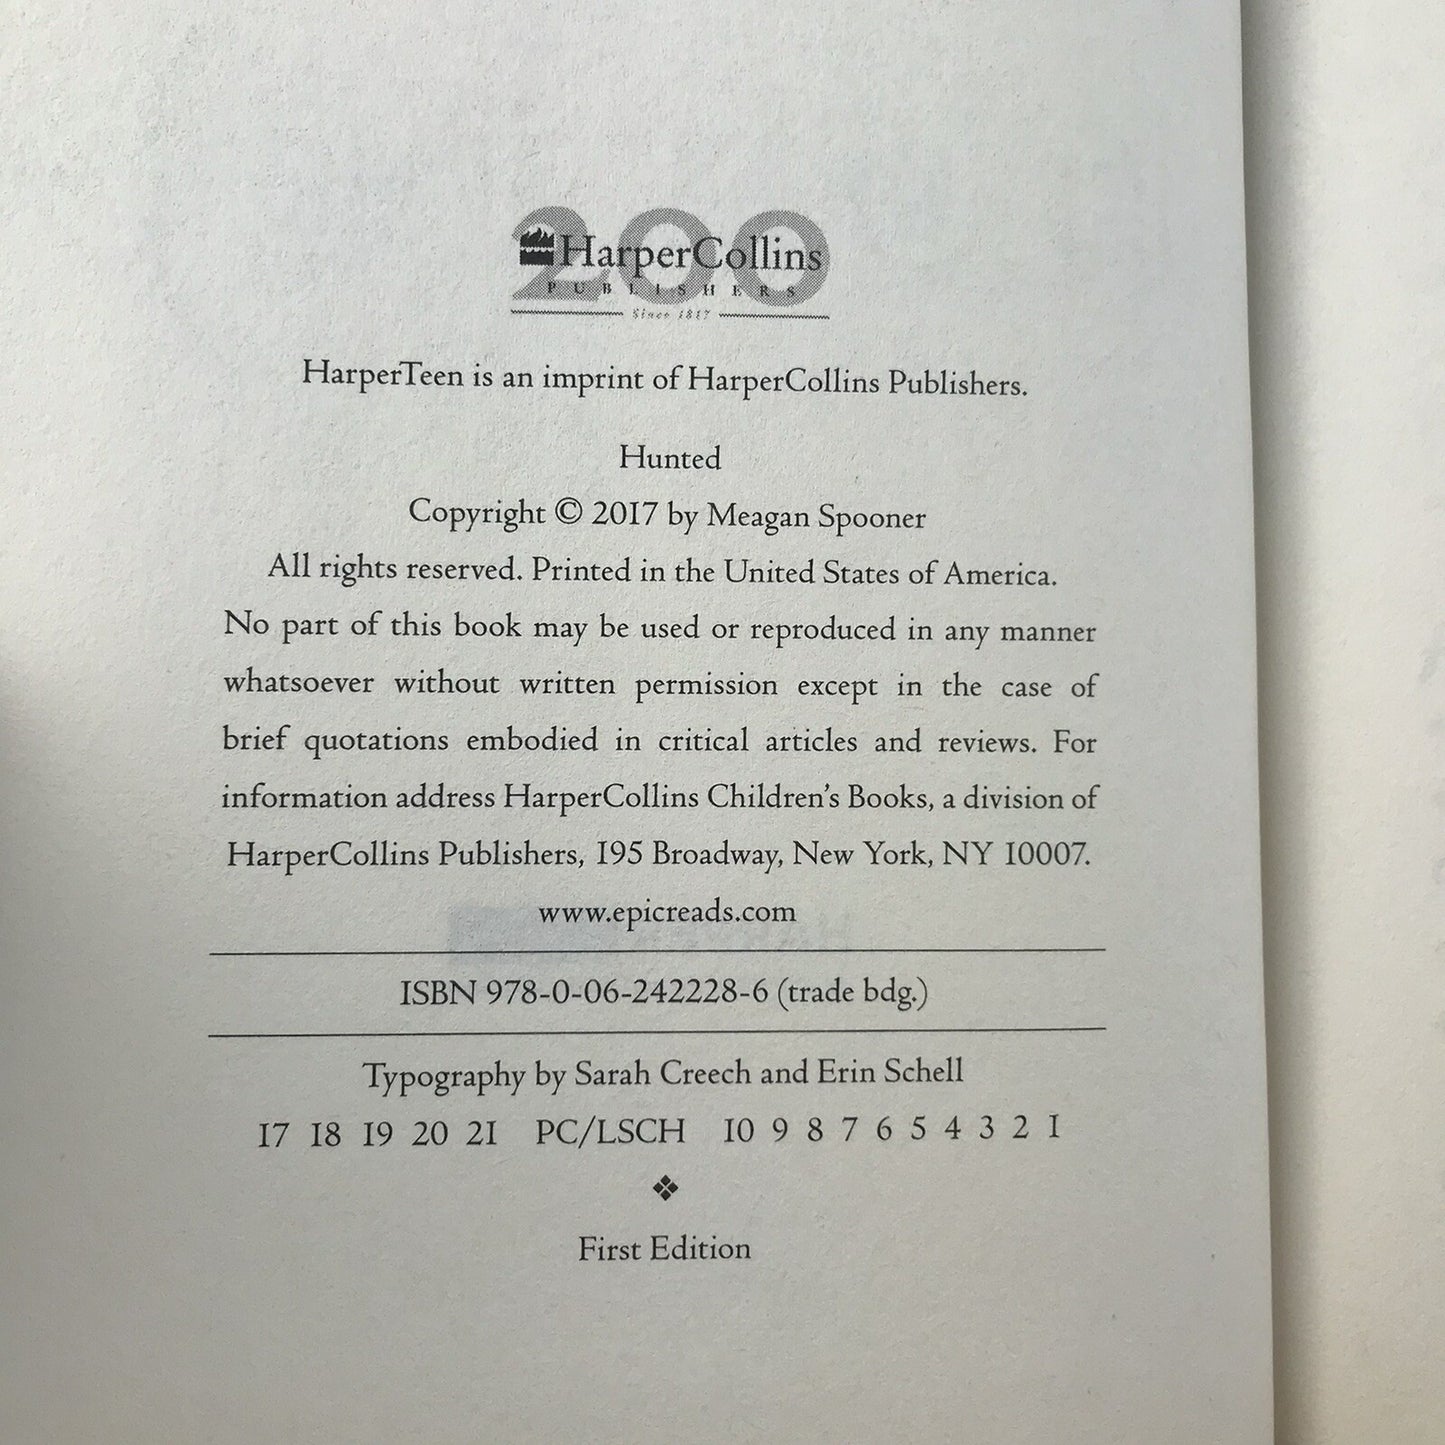 200
HarperCollins
PUBLISHERS
Since 1817
HarperTeen is an imprint of HarperCollins Publishers.
Hunted
Copyright © 2017 by Meagan Spooner
All rights reserved. Printed in the United States of America.
No part of this book may be used or reproduced in any manner
whatsoever without written permission except in the case of
brief quotations embodied in critical articles and reviews. For
information address HarperCollins Children's Books, a division of
HarperCollins Publishers, 195 Broadway, New York, NY 10007.
www.epicreads.com
ISBN 978-0-06-242228-6 (trade bdg.)
Typography by Sarah Creech and Erin Schell
17 18 19 20 21 PC/LSCH 10 9 8 7 6 5 4 3 2 1
❖
First Edition